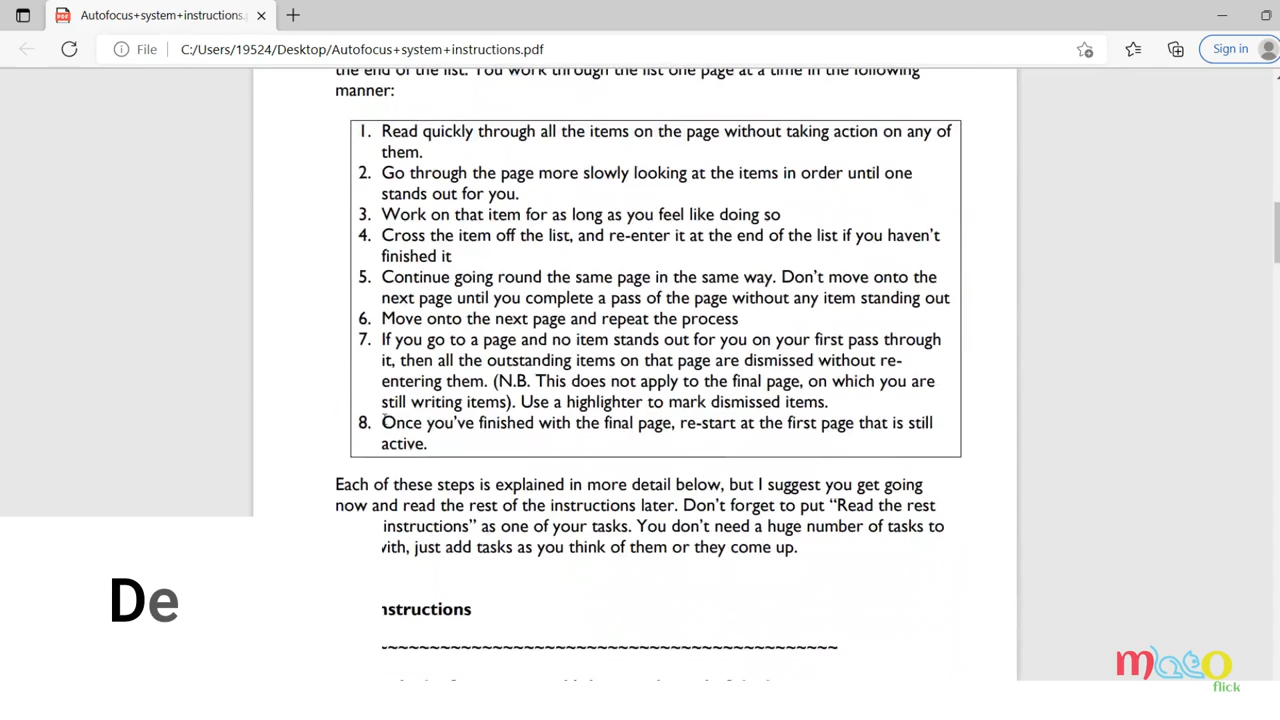 Autofocus+system+instructions.
File
C:/Users/19524/Desktop/Autofocus+system+instructions.pdf
Sign in
the end of the list. You work through the list one page at a time in the following
manner:
1. Read quickly through all the items on the page without taking action on any of
them.
2. Go through the page more slowly looking at the items in order until one
stands out for you.
3. Work on that item for as long as you feel like doing so
4. Cross the item off the list, and re-enter it at the end of the list if you haven't
finished it
5. Continue going round the same page in the same way. Don't move onto the
next page until you complete a pass of the page without any item standing out
6. Move onto the next page and repeat the process
7. If you go to a page and no item stands out for you on your first pass through
it, then all the outstanding items on that page are dismissed without re-
entering them. (N.B. This does not apply to the final page, on which you are
still writing items). Use a highlighter to mark dismissed items.
8. Once you've finished with the final page, re-start at the first page that is still
active.
Each of these steps is explained in more detail below, but I suggest you get going
now and read the rest of the instructions later. Don't forget to put "Read the rest
instructions" as one of your tasks. You don't need a huge number of tasks to
just add tasks as you think of them or they come up.
De
nstructions
~~~~~~~~~~~~~~~~~~~~~~~~~~~~~~~~~~~~~~~~~~
flick